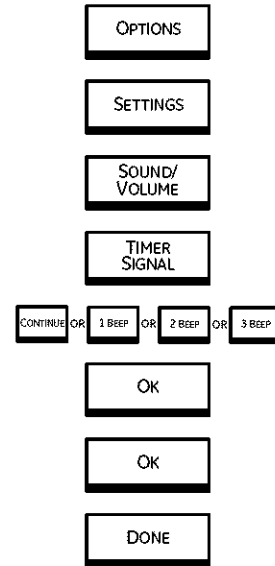 OPTIONS
SETTINGS
SOUND/
VOLUME
TIMER
SIGNAL
CONTINUE OR 1 BEEP OR 2 BEEP OR 3 BEEP
OK
OK
DONE